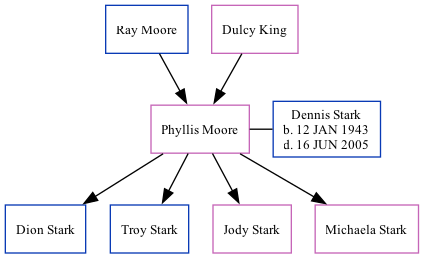 Ray Moore
Dulcy King
Phyllis Moore
Dennis Stark
b. 12 JAN 1943
d. 16 JUN 2005
Dion Stark
Troy Stark
Jody Stark
Michaela Stark